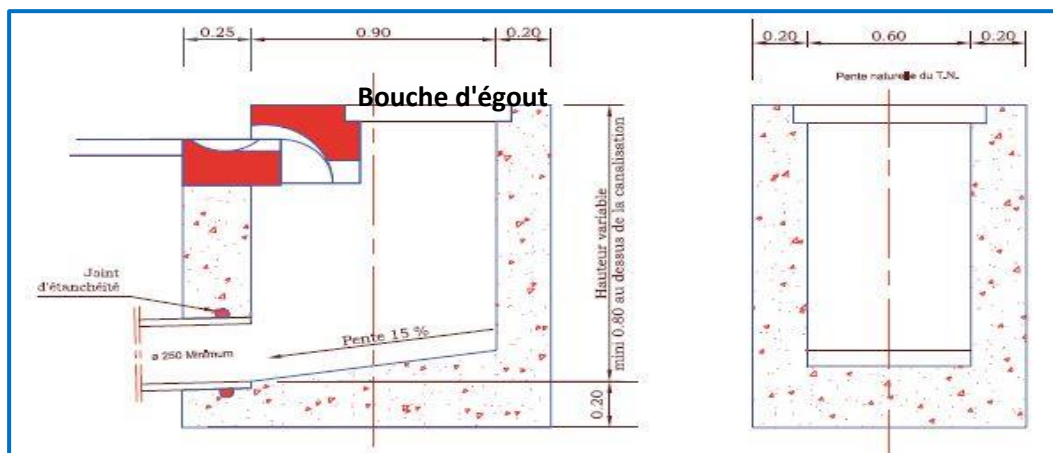 0.25 0.90 0.20
0.20 0.60 0.20
Pente naturelle du T.N.
Bouche d'égout
Hauteur variable
mini 0.80 au dessus de la canalisation
Joint
d'étanchéité
Pente 15 %
ø 250 Minimum
0.20